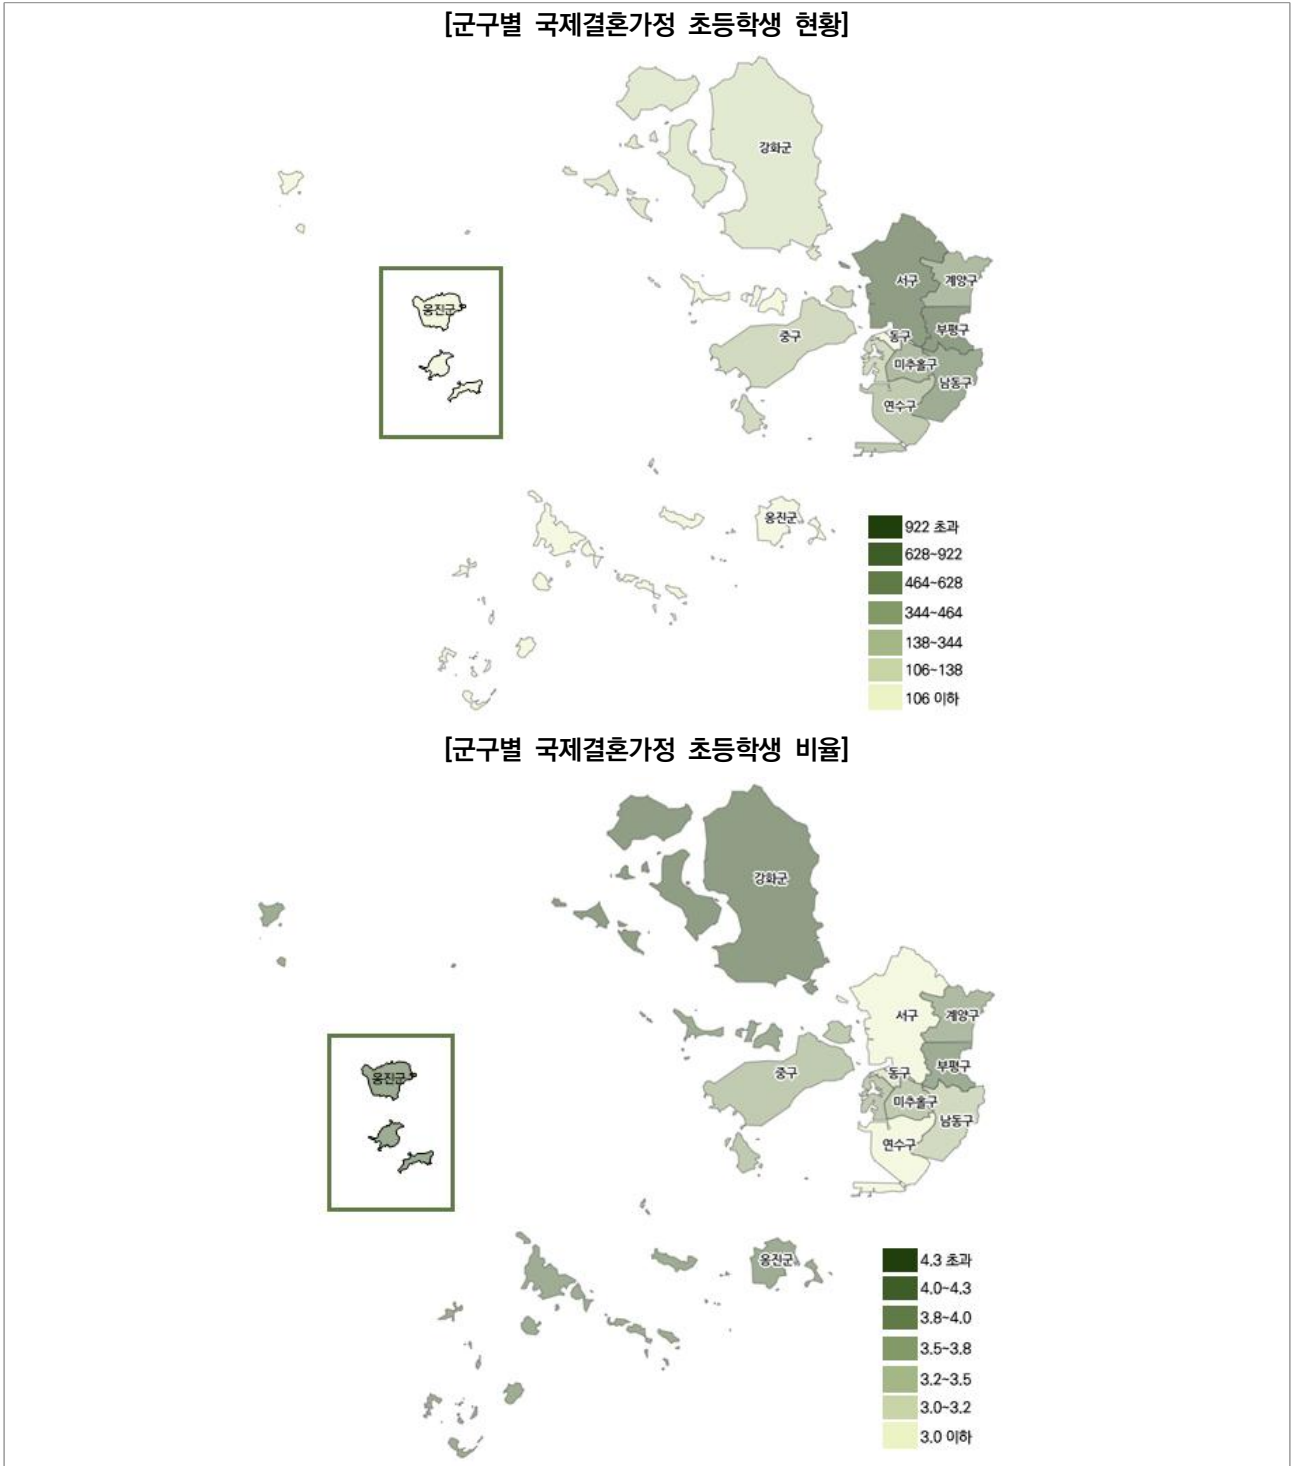 [군구별 국제결혼가정 초등학생 현황]
강화군
서구
계양구
옹진군
부평구
중구
동구
미추홀구
남동구
연수구
옹진군
922 초과
628~922
464~628
344~464
138~344
106~138
106 이하
[군구별 국제결혼가정 초등학생 비율]
강화군
서구
계양구
부평구
중구
동구
옹진군
미추홀구
남동구
연수구
옹진군
4.3 초과
4.0~4.3
3.8~4.0
3.5~3.8
3.2~3.5
3.0~3.2
3.0 이하